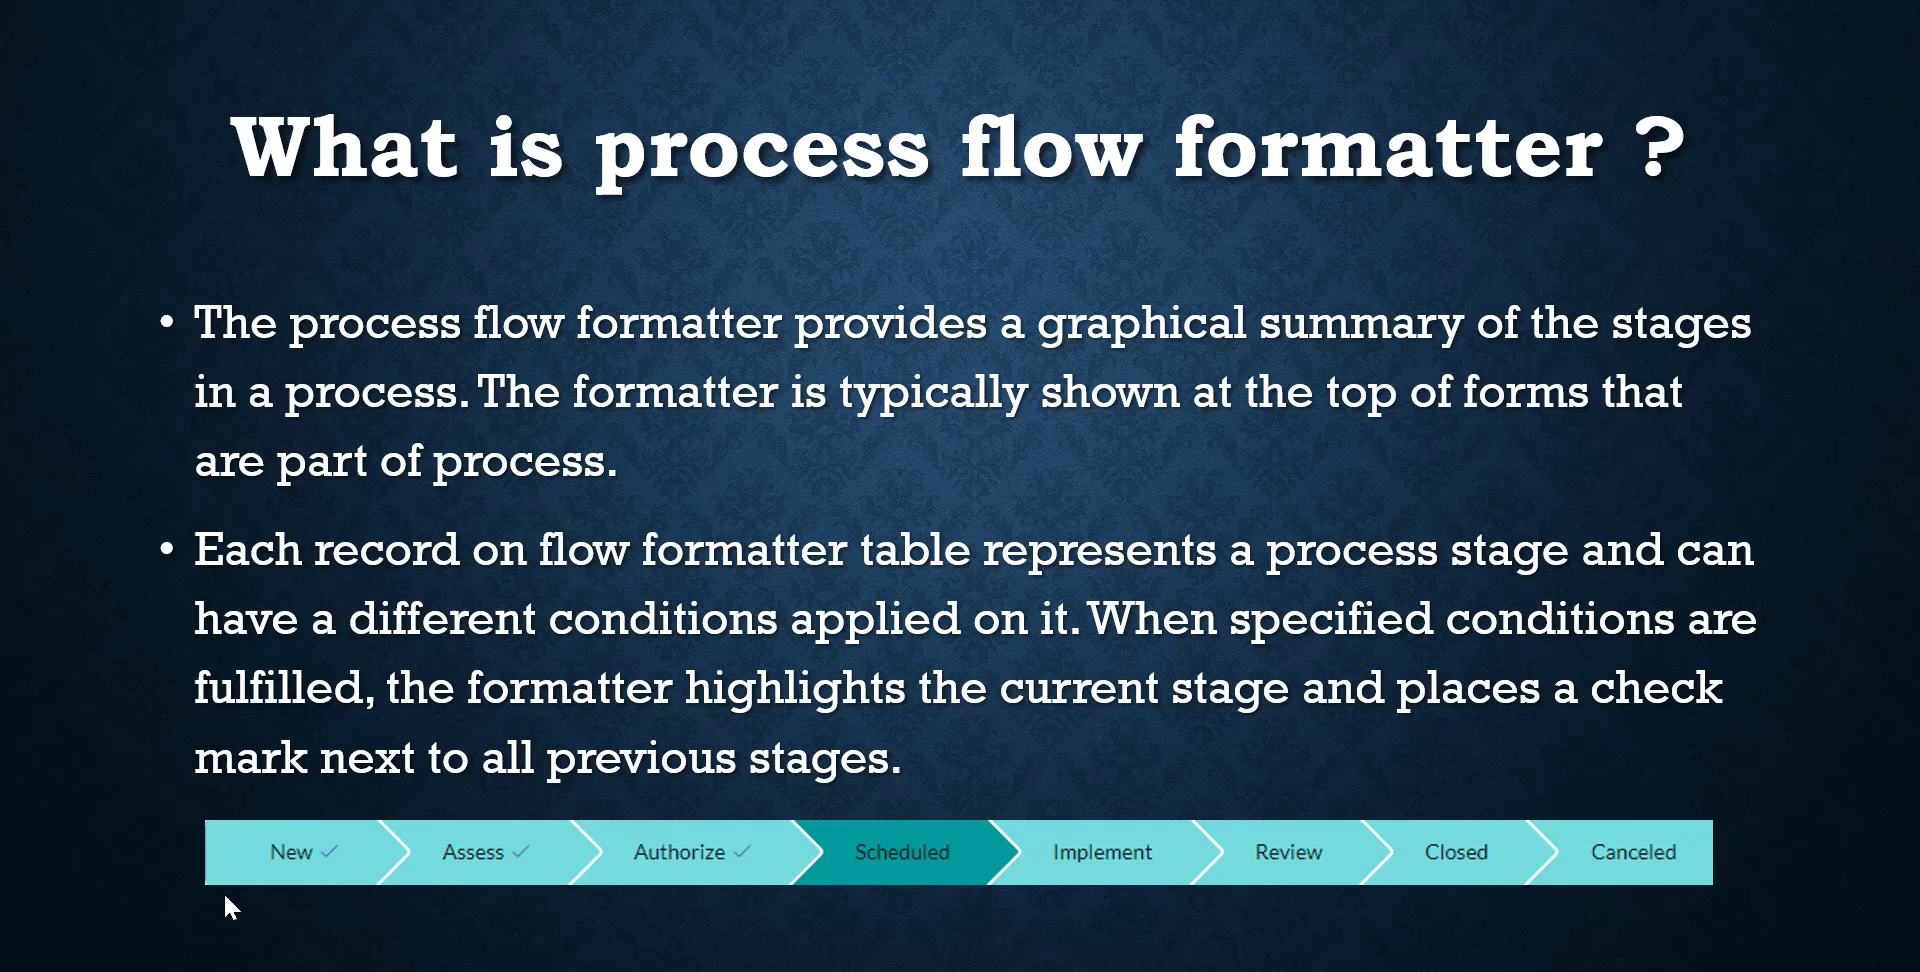 What is process flow formatter ?
• The process flow formatter provides a graphical summary of the stages
in a process. The formatter is typically shown at the top of forms that
are part of process.
• Each record on flow formatter table represents a process stage and can
have a different conditions applied on it. When specified conditions are
fulfilled, the formatter highlights the current stage and places a check
mark next to all previous stages.
New ✓ Assess ✓ Authorize ✓ Scheduled Implement Review Closed Canceled